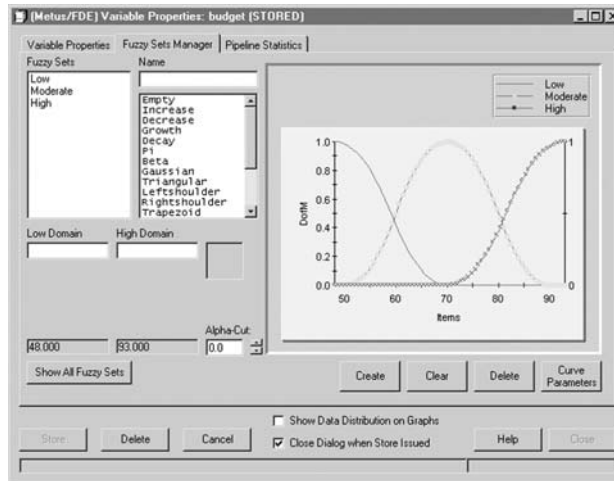 (Metus/FDE) Variable Properties: budget (STORED)
Variable Properties Fuzzy Sets Manager Pipeline Statistics
Fuzzy Sets
Low
Moderate
High
Name
Empty
Increase
Decrease
Growth
Decay
Pi
Beta
Gaussian
Triangular
Leftshoulder
Rightshoulder
Trapezoid
Low Domain High Domain
48.000 93.000
Alpha-Cut:
0.0
Show All Fuzzy Sets
Low
Moderate
High
1.0
0.8
0.6
0.4
0.2
0.0
DofM
1
0
50 60 70 80 90
Items
Create Clear Delete Curve
Parameters
Show Data Distribution on Graphs
Close Dialog when Store Issued
Store Delete Cancel Help Close